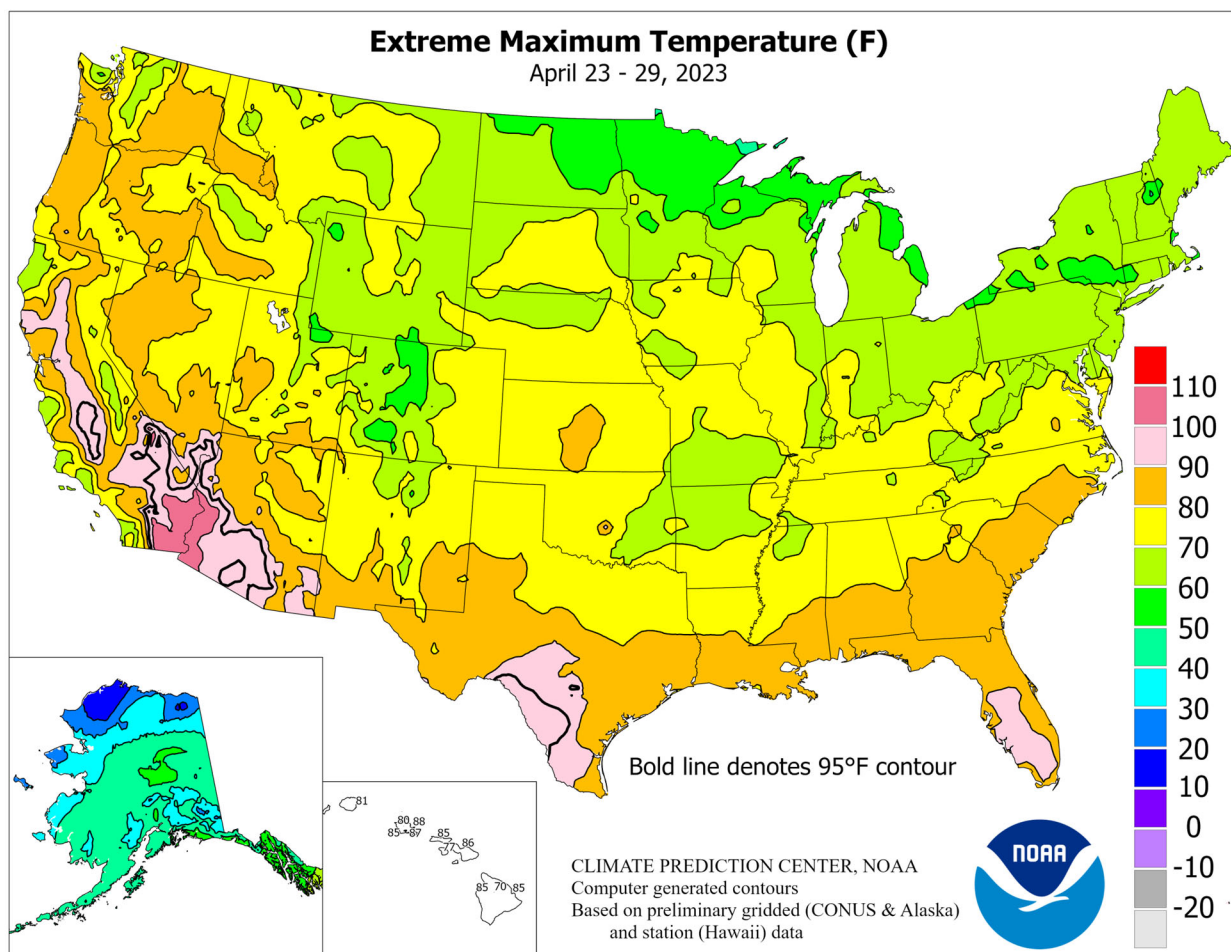 Extreme Maximum Temperature (F)
April 23 - 29, 2023
110
100
90
80
70
60
50
40
30
20
10
0
-10
-20
Bold line denotes 95°F contour
81
80 88
85 87
85
77 86
85 70 85
CLIMATE PREDICTION CENTER, NOAA
Computer generated contours
Based on preliminary gridded (CONUS & Alaska)
and station (Hawaii) data
NOAA